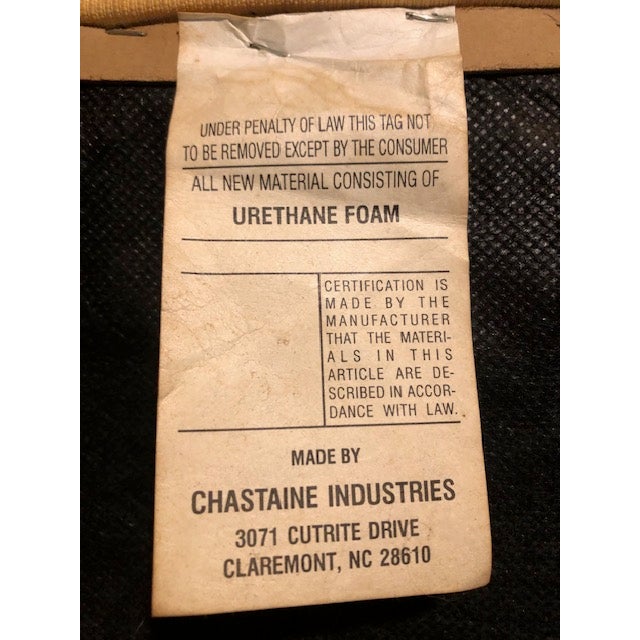 UNDER PENALTY OF LAW THIS TAG NOT
TO BE REMOVED EXCEPT BY THE CONSUMER
ALL NEW MATERIAL CONSISTING OF
URETHANE FOAM
CERTIFICATION IS
MADE BY THE
MANUFACTURER
THAT THE MATERI-
ALS IN THIS
ARTICLE ARE DE-
SCRIBED IN ACCOR-
DANCE WITH LAW.
MADE BY
CHASTAINE INDUSTRIES
3071 CUTRITE DRIVE
CLAREMONT, NC 28610